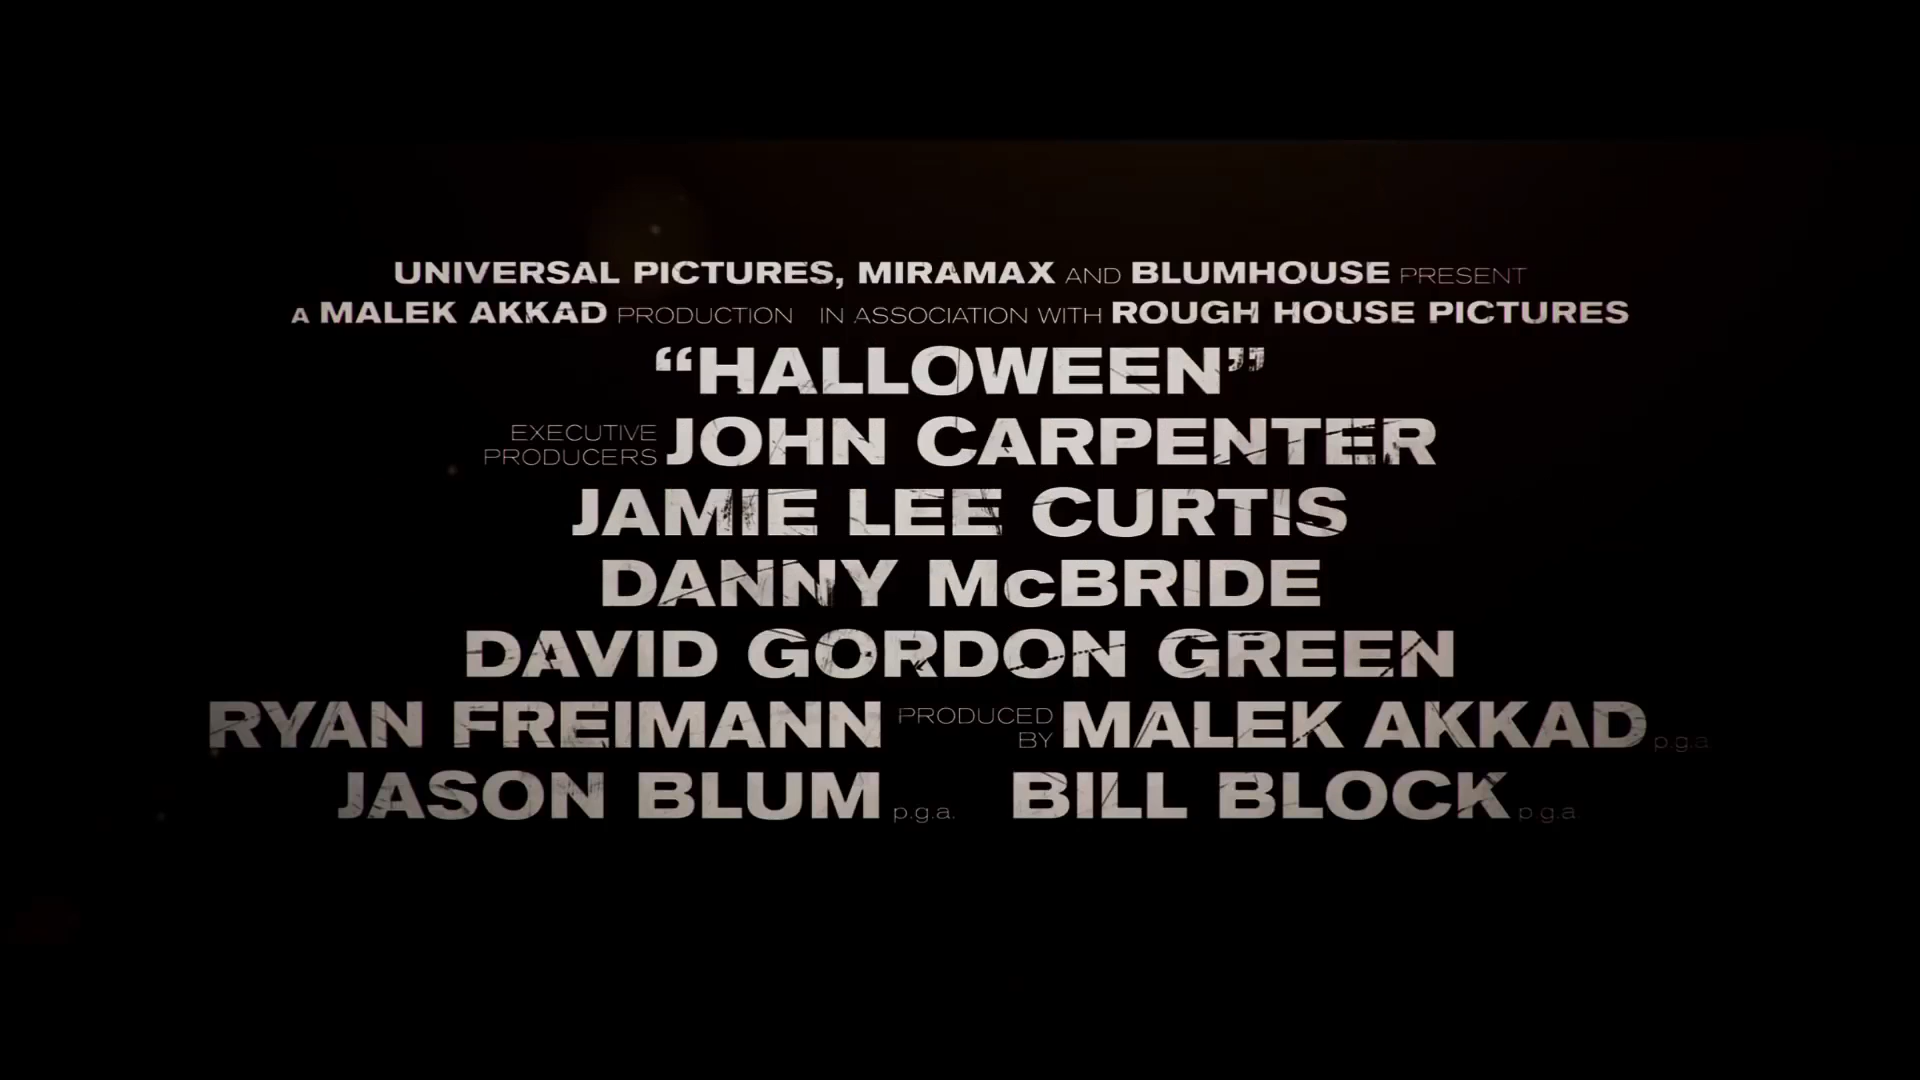 UNIVERSAL PICTURES, MIRAMAX AND BLUMHOUSE PRESENT
A MALEK AKKAD PRODUCTION IN ASSOCIATION WITH ROUGH HOUSE PICTURES
“HALLOWEEN”
EXECUTIVE PRODUCERS JOHN CARPENTER
JAMIE LEE CURTIS
DANNY McBRIDE
DAVID GORDON GREEN
RYAN FREIMANN PRODUCED BY MALEK AKKAD p.g.a.
JASON BLUM p.g.a. BILL BLOCK p.g.a.